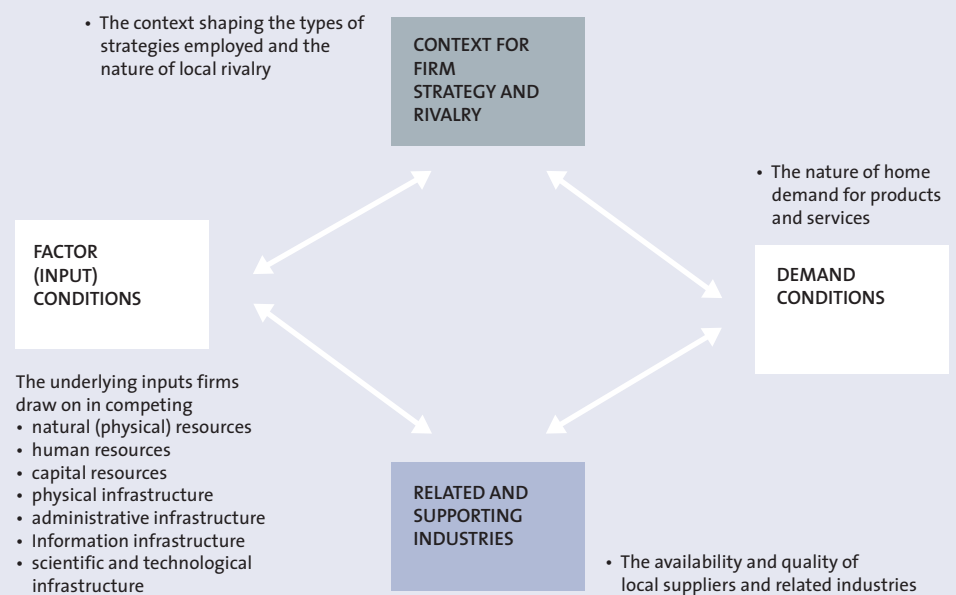 • The context shaping the types of
strategies employed and the
nature of local rivalry
CONTEXT FOR
FIRM
STRATEGY AND
RIVALRY
• The nature of home
demand for products
and services
FACTOR
(INPUT)
CONDITIONS
DEMAND
CONDITIONS
The underlying inputs firms
draw on in competing
• natural (physical) resources
• human resources
• capital resources
• physical infrastructure
• administrative infrastructure
• Information infrastructure
• scientific and technological
infrastructure
RELATED AND
SUPPORTING
INDUSTRIES
• The availability and quality of
local suppliers and related industries